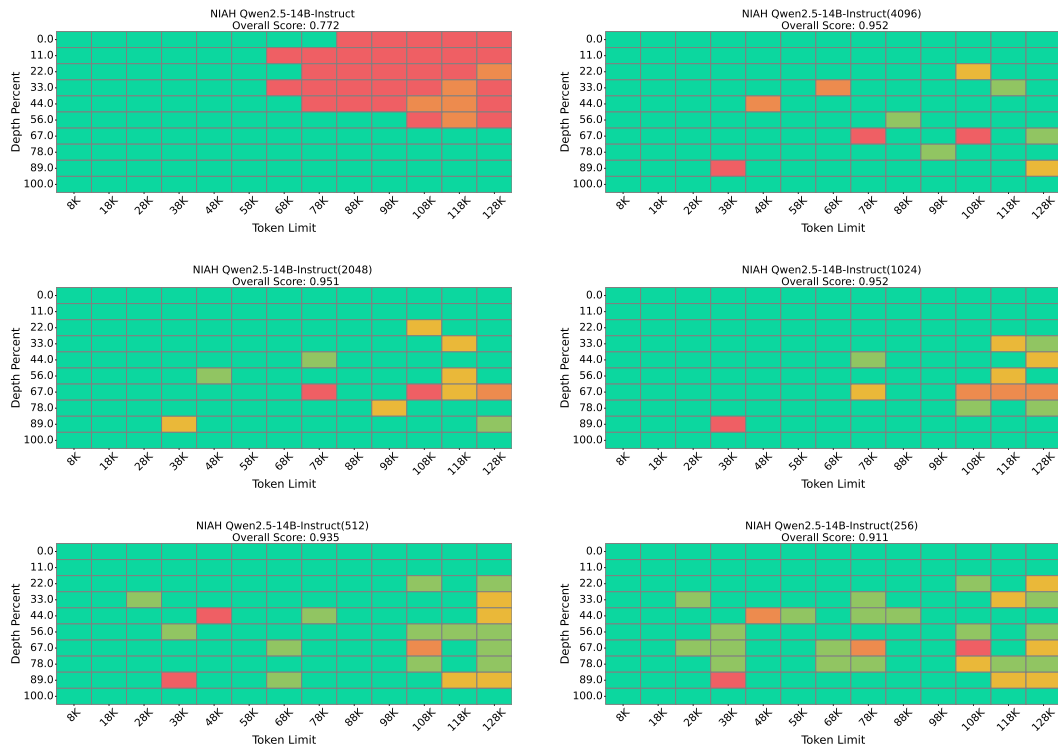 NIAH Qwen2.5-14B-Instruct
Overall Score: 0.772
Depth Percent
0.0
11.0
22.0
33.0
44.0
56.0
67.0
78.0
89.0
100.0
8K 18K 28K 38K 48K 58K 68K 78K 88K 98K 108K 118K 128K
Token Limit
NIAH Qwen2.5-14B-Instruct(4096)
Overall Score: 0.952
Depth Percent
0.0
11.0
22.0
33.0
44.0
56.0
67.0
78.0
89.0
100.0
8K 18K 28K 38K 48K 58K 68K 78K 88K 98K 108K 118K 128K
Token Limit
NIAH Qwen2.5-14B-Instruct(2048)
Overall Score: 0.951
Depth Percent
0.0
11.0
22.0
33.0
44.0
56.0
67.0
78.0
89.0
100.0
8K 18K 28K 38K 48K 58K 68K 78K 88K 98K 108K 118K 128K
Token Limit
NIAH Qwen2.5-14B-Instruct(1024)
Overall Score: 0.952
Depth Percent
0.0
11.0
22.0
33.0
44.0
56.0
67.0
78.0
89.0
100.0
8K 18K 28K 38K 48K 58K 68K 78K 88K 98K 108K 118K 128K
Token Limit
NIAH Qwen2.5-14B-Instruct(512)
Overall Score: 0.935
Depth Percent
0.0
11.0
22.0
33.0
44.0
56.0
67.0
78.0
89.0
100.0
8K 18K 28K 38K 48K 58K 68K 78K 88K 98K 108K 118K 128K
Token Limit
NIAH Qwen2.5-14B-Instruct(256)
Overall Score: 0.911
Depth Percent
0.0
11.0
22.0
33.0
44.0
56.0
67.0
78.0
89.0
100.0
8K 18K 28K 38K 48K 58K 68K 78K 88K 98K 108K 118K 128K
Token Limit